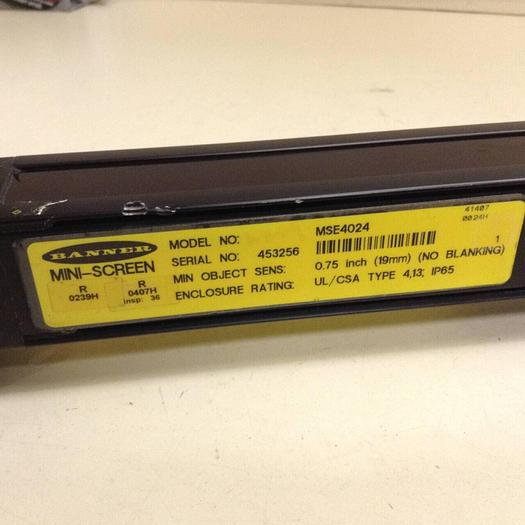 BANNER
MINI-SCREEN
R
0239H
R
0407H
insp: 36
MODEL NO: MSE4024
SERIAL NO: 453256
MIN OBJECT SENS: 0.75 inch (19mm) (NO BLANKING)
ENCLOSURE RATING: UL/CSA TYPE 4,13; IP65
41407
0024H
1